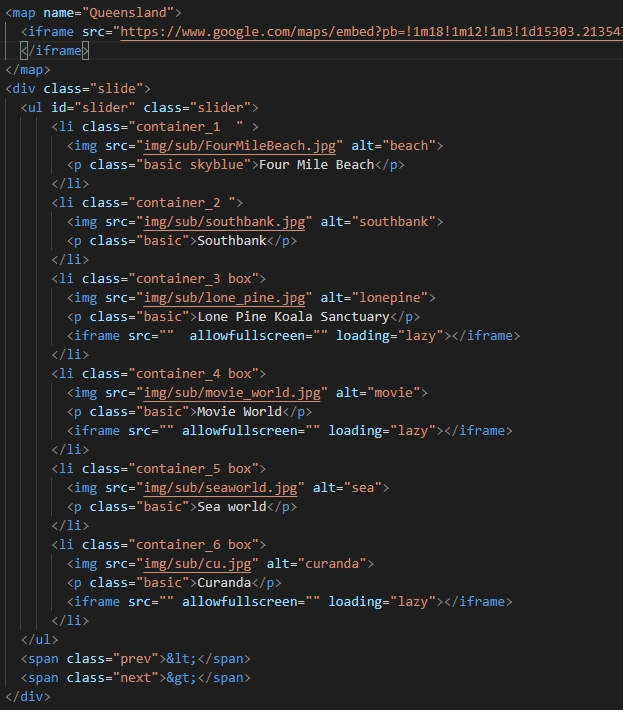 <map name="Queensland">
<iframe src="https://www.google.com/maps/embed?pb=!1m18!1m12!1m3!1d15303.213547
</iframe>
</map>
<div class="slide">
<ul id="slider" class="slider">
<li class="container_1  " >
<img src="img/sub/FourMileBeach.jpg" alt="beach">
<p class="basic skyblue">Four Mile Beach</p>
</li>
<li class="container_2 ">
<img src="img/sub/southbank.jpg" alt="southbank">
<p class="basic">Southbank</p>
</li>
<li class="container_3 box">
<img src="img/sub/lone_pine.jpg" alt="lonepine">
<p class="basic">Lone Pine Koala Sanctuary</p>
<iframe src=""  allowfullscreen="" loading="lazy"></iframe>
</li>
<li class="container_4 box">
<img src="img/sub/movie_world.jpg" alt="movie">
<p class="basic">Movie World</p>
<iframe src="" allowfullscreen="" loading="lazy"></iframe>
</li>
<li class="container_5 box">
<img src="img/sub/seaworld.jpg" alt="sea">
<p class="basic">Sea world</p>
</li>
<li class="container_6 box">
<img src="img/sub/cu.jpg" alt="curanda">
<p class="basic">Curanda</p>
<iframe src="" allowfullscreen="" loading="lazy"></iframe>
</li>
</ul>
<span class="prev">&lt;</span>
<span class="next">&gt;</span>
</div>